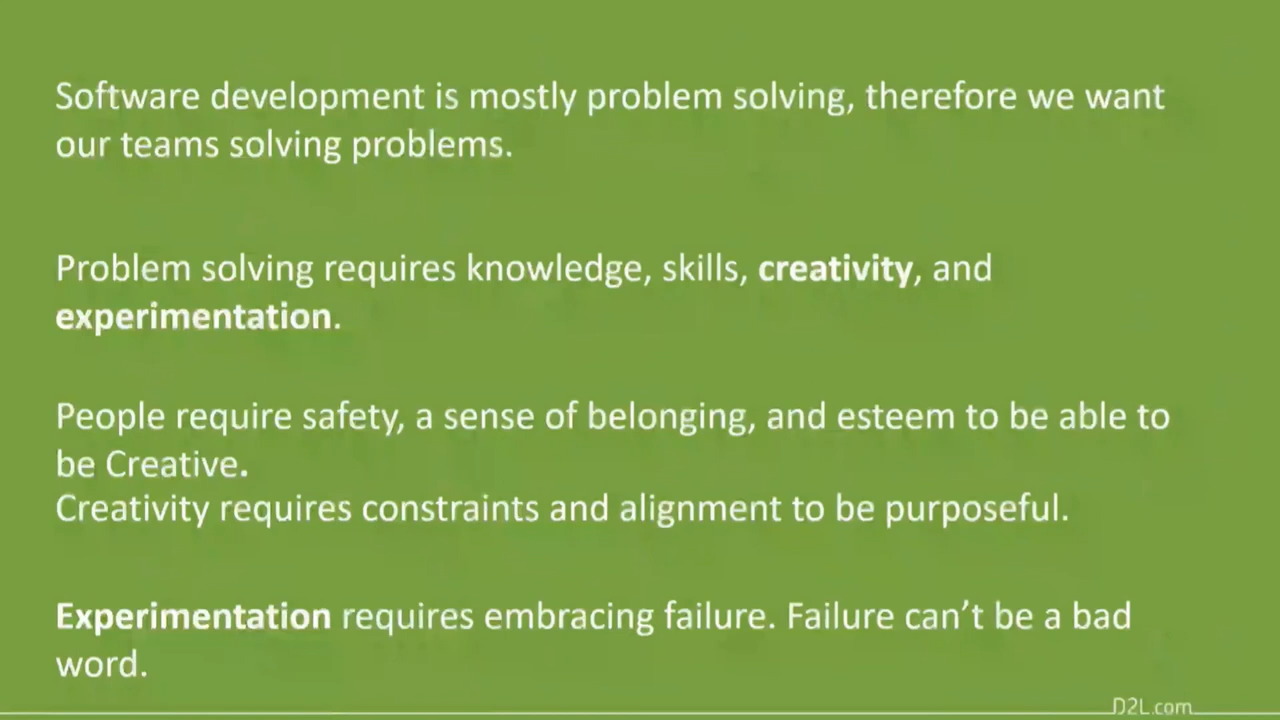 Software development is mostly problem solving, therefore we want
our teams solving problems.
Problem solving requires knowledge, skills, creativity, and
experimentation.
People require safety, a sense of belonging, and esteem to be able to
be Creative.
Creativity requires constraints and alignment to be purposeful.
Experimentation requires embracing failure. Failure can’t be a bad
word.
D2L.com